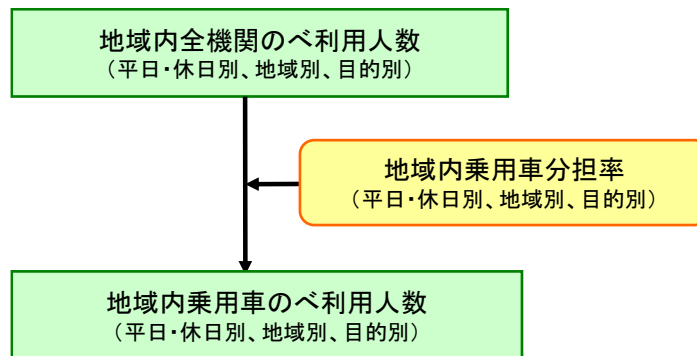 地域内全機関のべ利用人数
（平日・休日別、地域別、目的別）
地域内乗用車分担率
（平日・休日別、地域別、目的別）
地域内乗用車のべ利用人数
（平日・休日別、地域別、目的別）